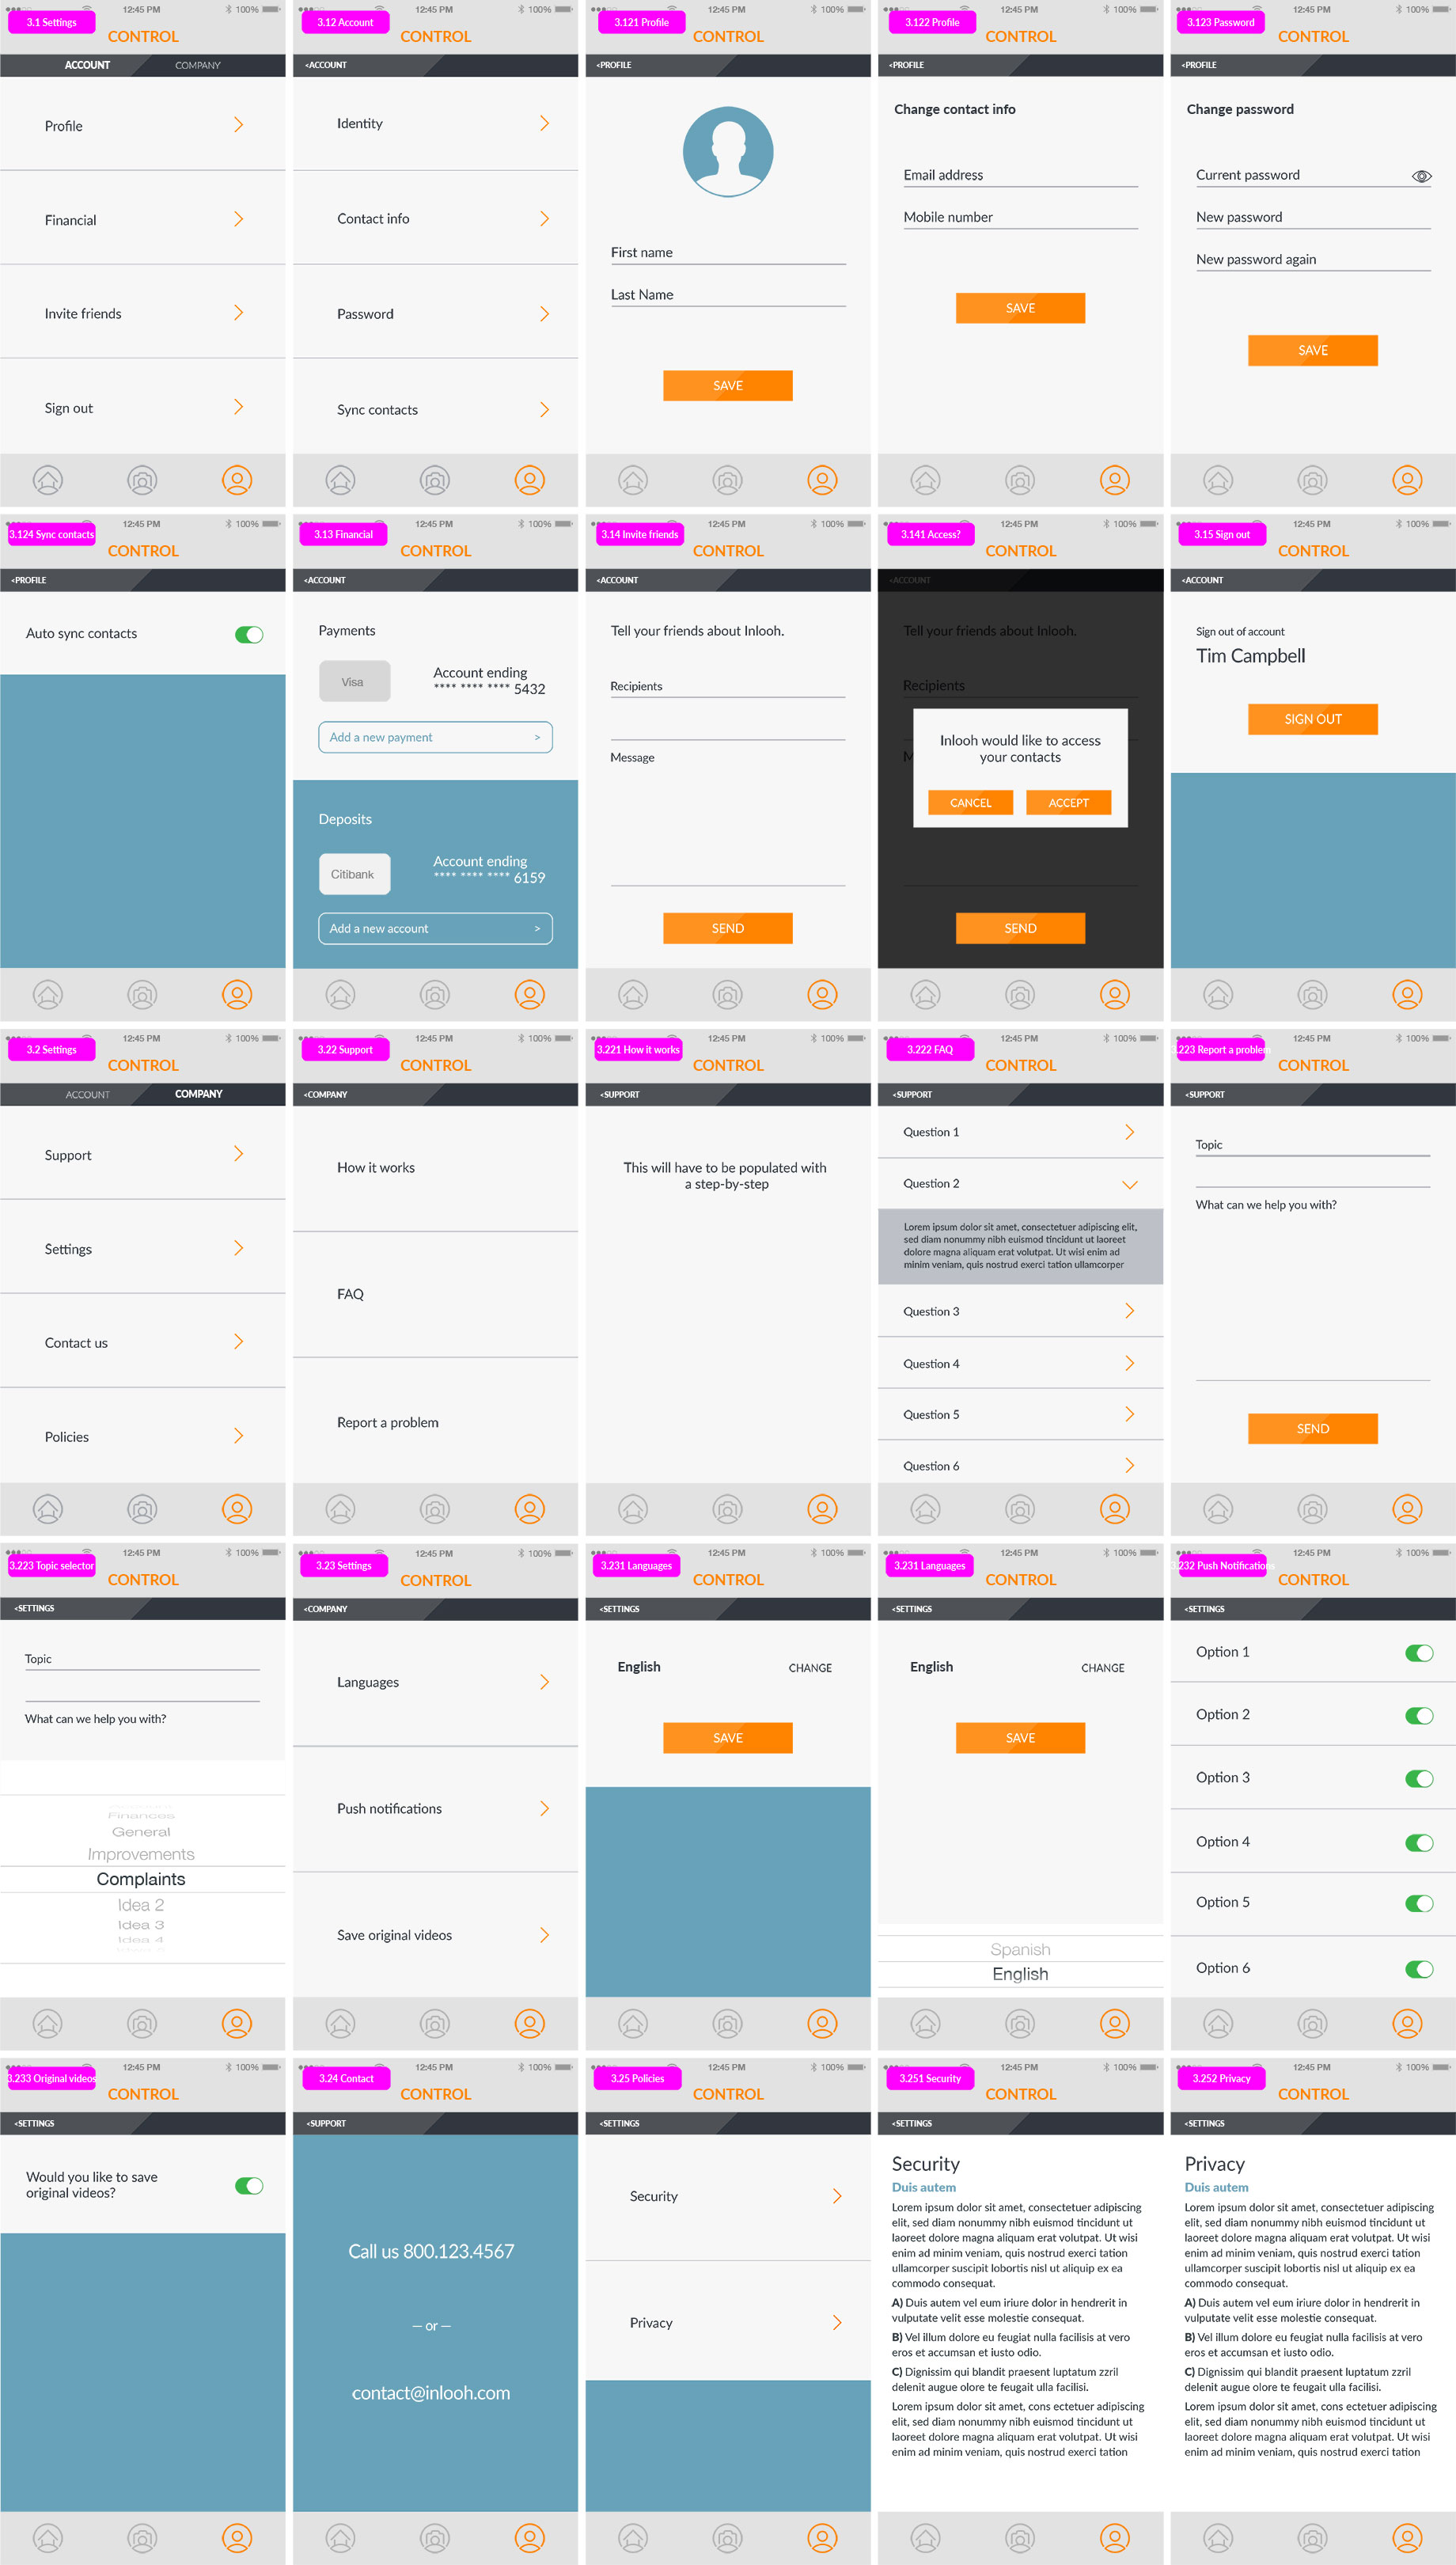 12:45 PM
100%
3.1 Settings
CONTROL
ACCOUNT
COMPANY
Profile
Financial
Invite friends
Sign out
12:45 PM
100%
3.12 Account
CONTROL
<ACCOUNT
Identity
Contact info
Password
Sync contacts
12:45 PM
100%
3.121 Profile
CONTROL
<PROFILE
First name
Last Name
SAVE
12:45 PM
100%
3.122 Profile
CONTROL
<PROFILE
Change contact info
Email address
Mobile number
SAVE
12:45 PM
100%
3.123 Password
CONTROL
<PROFILE
Change password
Current password
New password
New password again
SAVE
12:45 PM
100%
3.124 Sync contacts
CONTROL
<PROFILE
Auto sync contacts
12:45 PM
100%
3.13 Financial
CONTROL
<ACCOUNT
Payments
Visa
Account ending
**** **** **** 5432
Add a new payment >
Deposits
Citibank
Account ending
**** **** **** 6159
Add a new account >
12:45 PM
100%
3.14 Invite friends
CONTROL
<ACCOUNT
Tell your friends about Inlooh.
Recipients
Message
SEND
12:45 PM
100%
3.141 Access?
CONTROL
<ACCOUNT
Tell your friends about Inlooh.
Recipients
M
Inlooh would like to access
your contacts
CANCEL
ACCEPT
SEND
12:45 PM
100%
3.15 Sign out
CONTROL
<ACCOUNT
Sign out of account
Tim Campbell
SIGN OUT
12:45 PM
100%
3.2 Settings
CONTROL
ACCOUNT
COMPANY
Support
Settings
Contact us
Policies
12:45 PM
100%
3.22 Support
CONTROL
<COMPANY
How it works
FAQ
Report a problem
12:45 PM
100%
3.221 How it works
CONTROL
<SUPPORT
This will have to be populated with
a step-by-step
12:45 PM
100%
3.222 FAQ
CONTROL
<SUPPORT
Question 1
Question 2
Lorem ipsum dolor sit amet, consectetuer adipiscing elit,
sed diam nonummy nibh euismod tincidunt ut laoreet
dolore magna aliquam erat volutpat. Ut wisi enim ad
minim veniam, quis nostrud exerci tation ullamcorper
Question 3
Question 4
Question 5
Question 6
12:45 PM
100%
3.223 Report a problem
CONTROL
<SUPPORT
Topic
What can we help you with?
SEND
12:45 PM
100%
3.223 Topic selector
CONTROL
<SETTINGS
Topic
What can we help you with?
Finances
General
Improvements
Complaints
Idea 2
Idea 3
Idea 4
12:45 PM
100%
3.23 Settings
CONTROL
<COMPANY
Languages
Push notifications
Save original videos
12:45 PM
100%
3.231 Languages
CONTROL
<SETTINGS
English
CHANGE
SAVE
12:45 PM
100%
3.231 Languages
CONTROL
<SETTINGS
English
CHANGE
SAVE
Spanish
English
12:45 PM
100%
3.232 Push Notifications
CONTROL
<SETTINGS
Option 1
Option 2
Option 3
Option 4
Option 5
Option 6
12:45 PM
100%
3.233 Original videos
CONTROL
<SETTINGS
Would you like to save
original videos?
12:45 PM
100%
3.24 Contact
CONTROL
<SUPPORT
Call us 800.123.4567
— or —
contact@inlooh.com
12:45 PM
100%
3.25 Policies
CONTROL
<SETTINGS
Security
Privacy
12:45 PM
100%
3.251 Security
CONTROL
<SETTINGS
Security
Duis autem
Lorem ipsum dolor sit amet, consectetuer adipiscing
elit, sed diam nonummy nibh euismod tincidunt ut
laoreet dolore magna aliquam erat volutpat. Ut wisi
enim ad minim veniam, quis nostrud exerci tation
ullamcorper suscipit lobortis nisl ut aliquip ex ea
commodo consequat.
A) Duis autem vel eum iriure dolor in hendrerit in
vulputate velit esse molestie consequat.
B) Vel illum dolore eu feugiat nulla facilisis at vero
eros et accumsan et iusto odio.
C) Dignissim qui blandit praesent luptatum zzril
delenit augue olore te feugait ulla facilisi.
Lorem ipsum dolor sit amet, cons ectetuer adipiscing
elit, sed diam nonummy nibh euismod tincidunt ut
laoreet dolore magna aliquam erat volutpat. Ut wisi
enim ad minim veniam, quis nostrud exerci tation
12:45 PM
100%
3.252 Privacy
CONTROL
<SETTINGS
Privacy
Duis autem
Lorem ipsum dolor sit amet, consectetuer adipiscing
elit, sed diam nonummy nibh euismod tincidunt ut
laoreet dolore magna aliquam erat volutpat. Ut wisi
enim ad minim veniam, quis nostrud exerci tation
ullamcorper suscipit lobortis nisl ut aliquip ex ea
commodo consequat.
A) Duis autem vel eum iriure dolor in hendrerit in
vulputate velit esse molestie consequat.
B) Vel illum dolore eu feugiat nulla facilisis at vero
eros et accumsan et iusto odio.
C) Dignissim qui blandit praesent luptatum zzril
delenit augue olore te feugait ulla facilisi.
Lorem ipsum dolor sit amet, cons ectetuer adipiscing
elit, sed diam nonummy nibh euismod tincidunt ut
laoreet dolore magna aliquam erat volutpat. Ut wisi
enim ad minim veniam, quis nostrud exerci tation